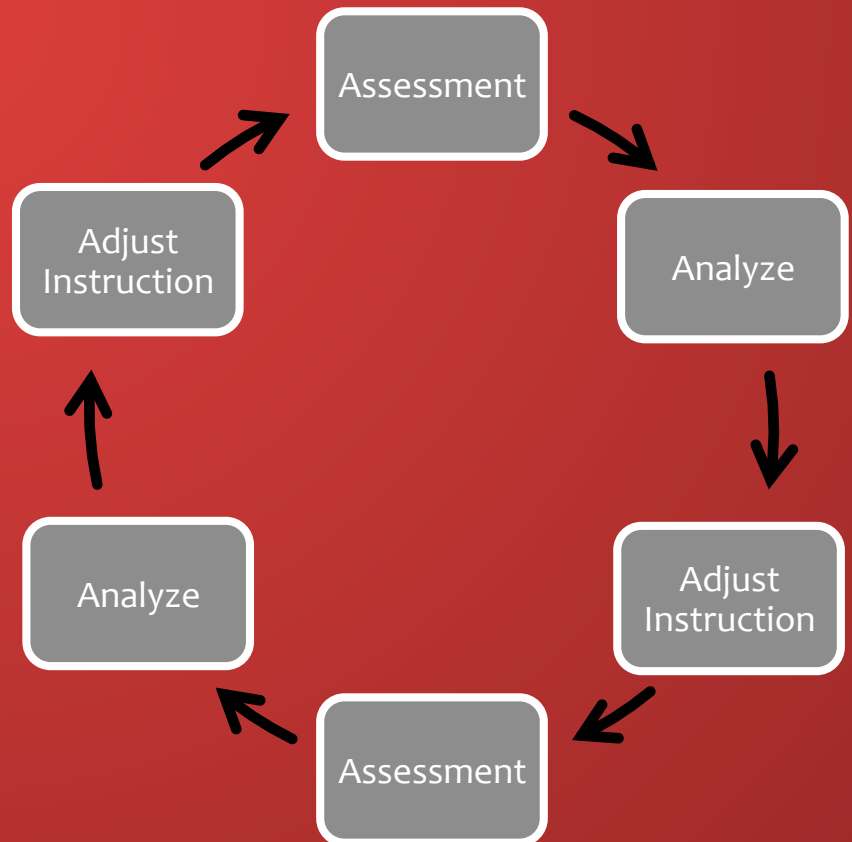 Assessment
Analyze
Adjust
Instruction
Assessment
Analyze
Adjust
Instruction